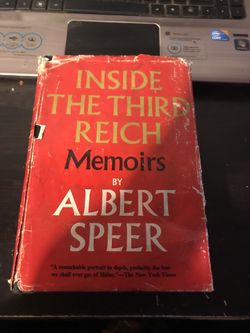 INSIDE
THE THIRD
REICH
Memoirs
BY
ALBERT
SPEER
"A remarkable portrait in depth, probably the best
we shall ever get of Hitler."—The New York Times